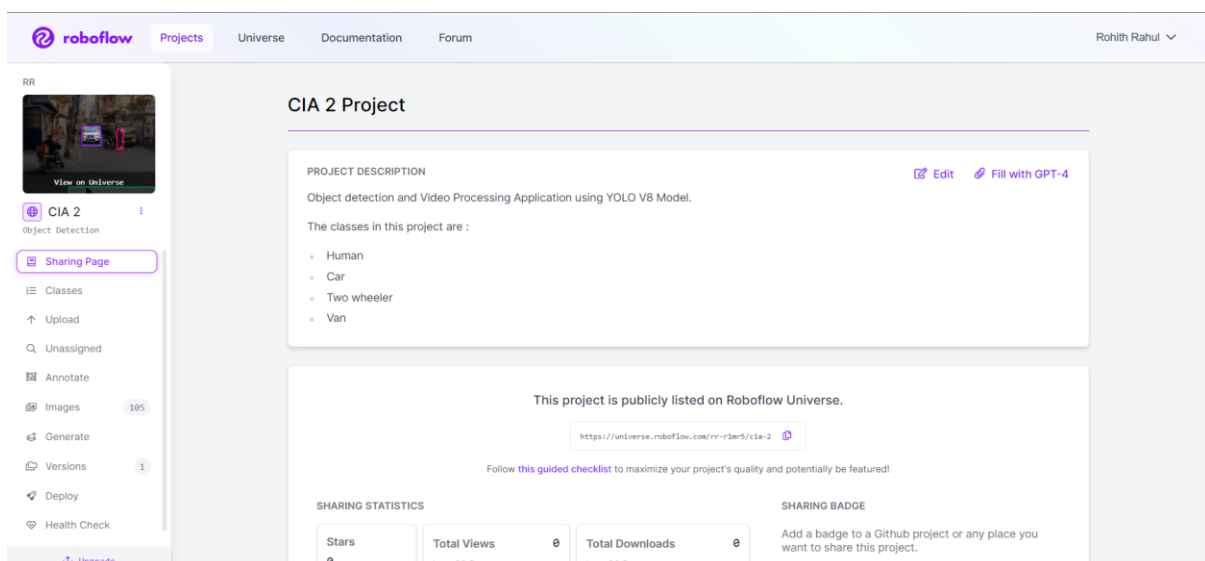 roboflow
Projects
Universe
Documentation
Forum
Rohith Rahul
RR
View on Universe
CIA 2
Object Detection
Sharing Page
Classes
Upload
Unassigned
Annotate
Images 105
Generate
Versions 1
Deploy
Health Check
Upgrade
CIA 2 Project
PROJECT DESCRIPTION
Edit
Fill with GPT-4
Object detection and Video Processing Application using YOLO V8 Model.
The classes in this project are :
Human
Car
Two wheeler
Van
This project is publicly listed on Roboflow Universe.
https://universe.roboflow.com/rr-r1mr5/cia-2
Follow this guided checklist to maximize your project's quality and potentially be featured!
SHARING STATISTICS
Stars
Total Views 0
Total Downloads 0
SHARING BADGE
Add a badge to a Github project or any place you
want to share this project.